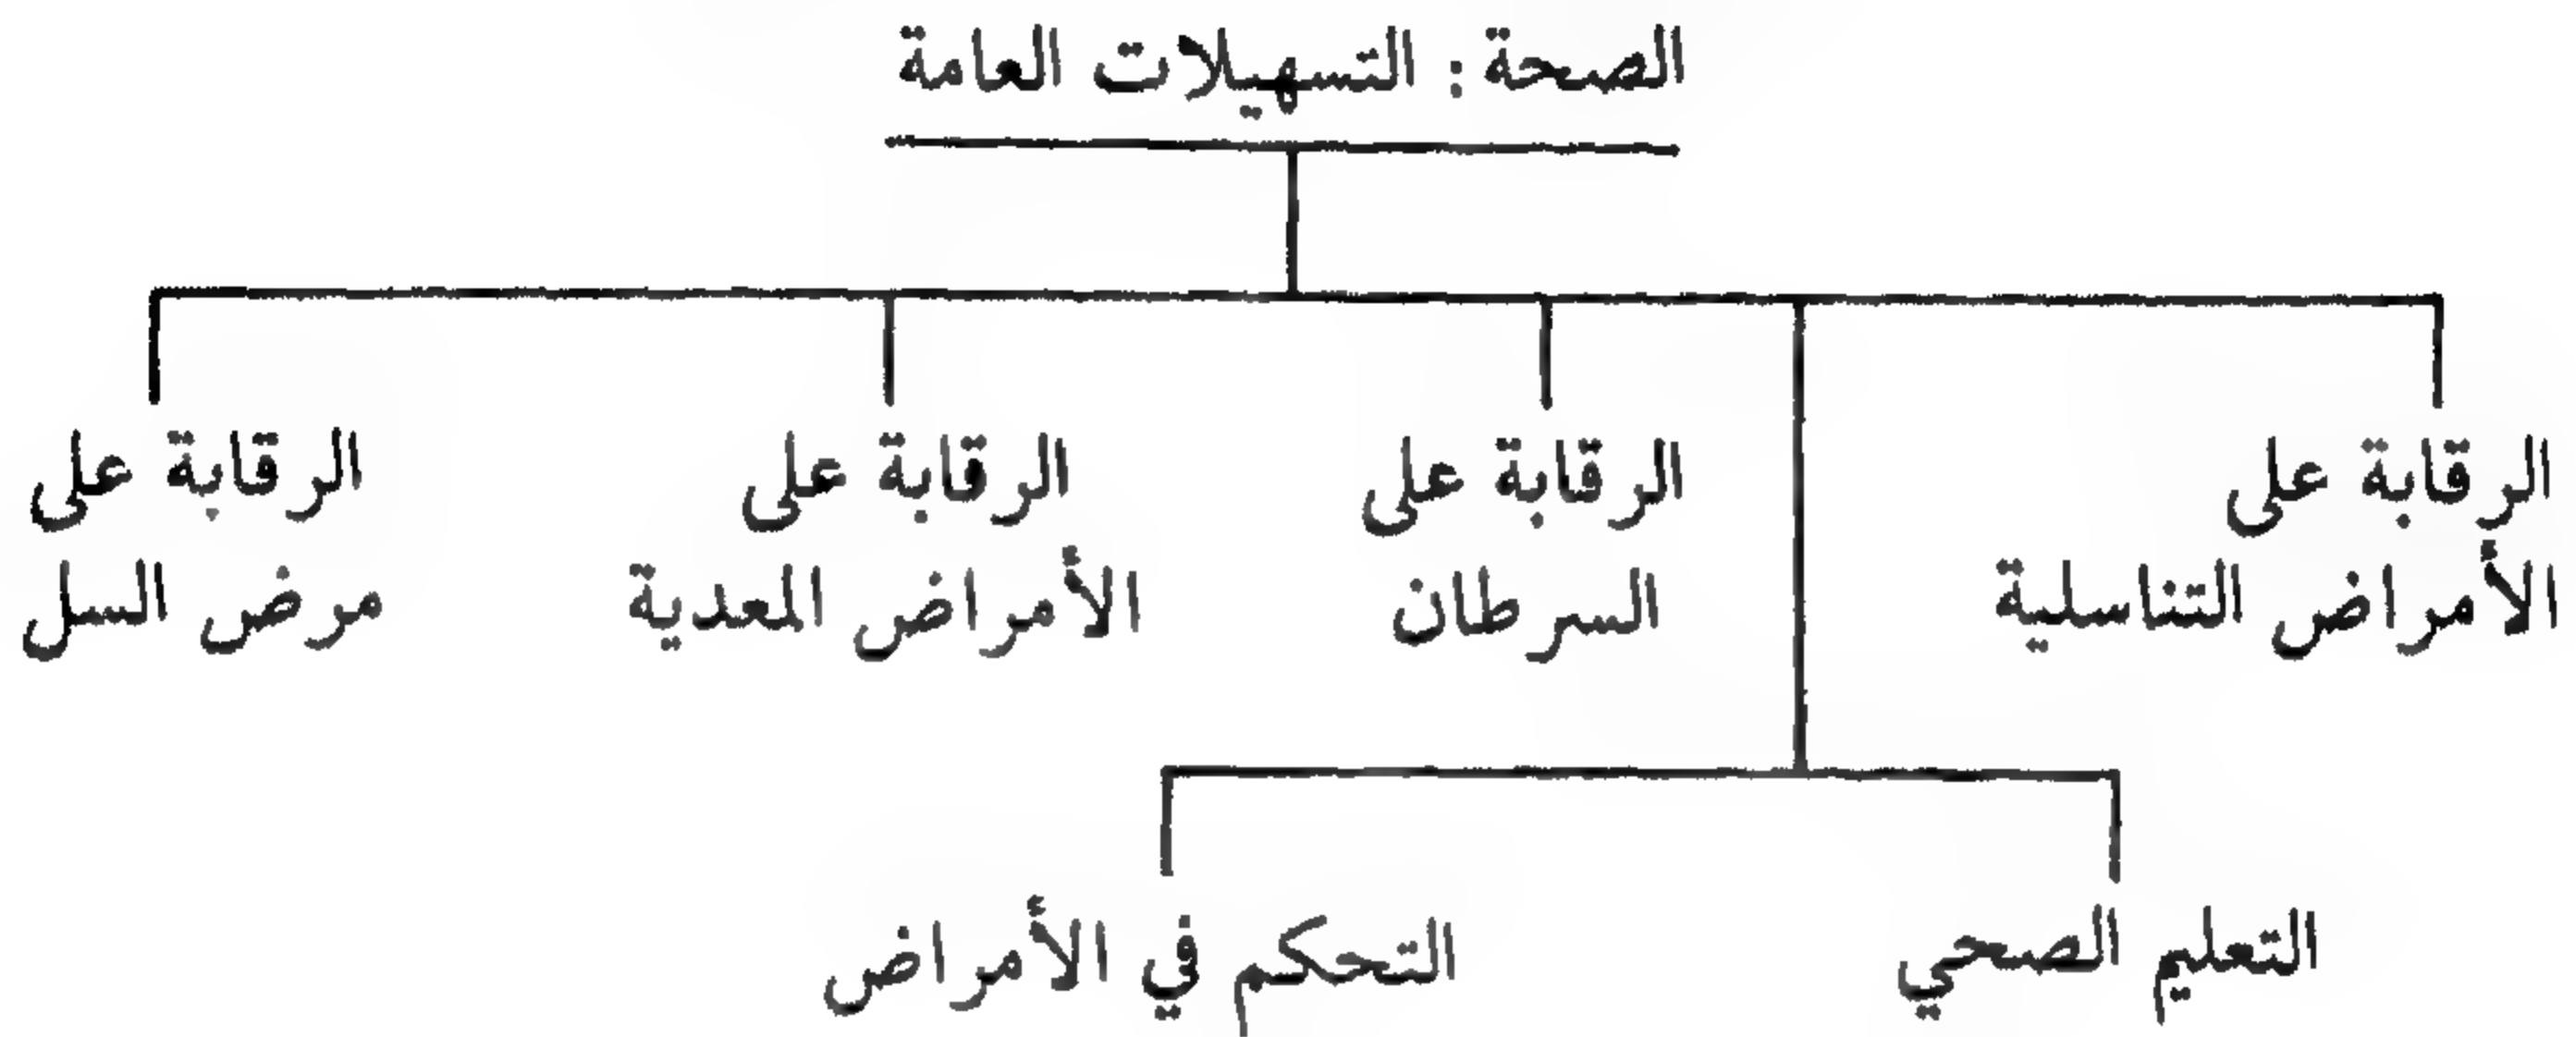 الصحة : التسهيلات العامة
الرقابة على
الأمراض التناسلية
الرقابة على
السرطان
الرقابة على
الأمراض المعدية
الرقابة على
مرض السل
التعليم الصحي
التحكم في الأمراض